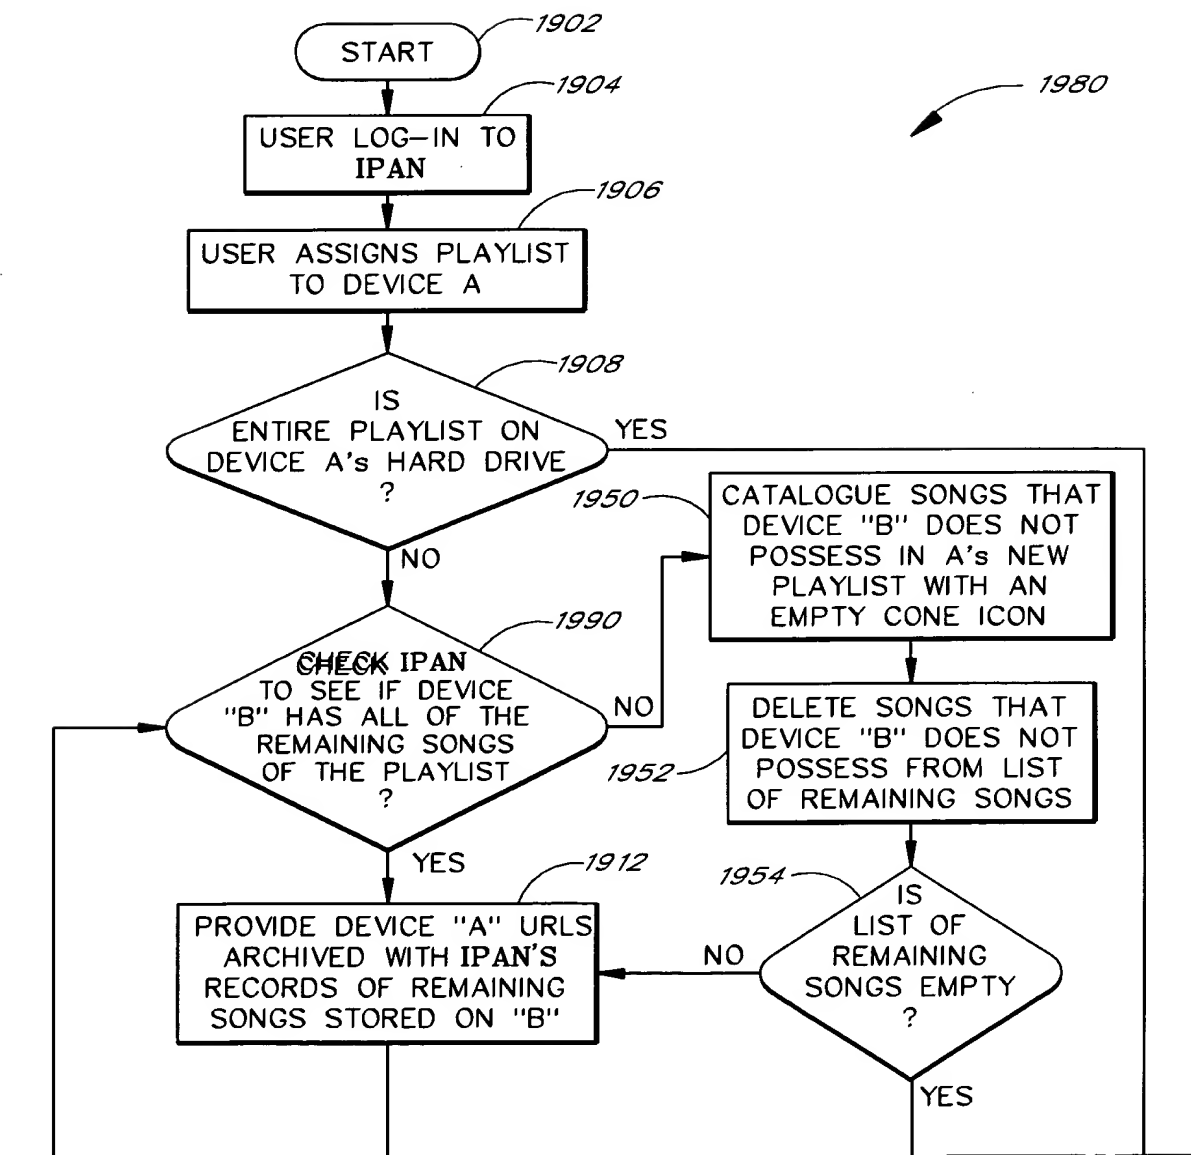 START
1902
1904
1980
USER LOG-IN TO
IPAN
1906
USER ASSIGNS PLAYLIST
TO DEVICE A
1908
IS
ENTIRE PLAYLIST ON
DEVICE A's HARD DRIVE
?
YES
NO
1950
CATALOGUE SONGS THAT
DEVICE "B" DOES NOT
POSSESS IN A's NEW
PLAYLIST WITH AN
EMPTY CONE ICON
1990
CHECK IPAN
TO SEE IF DEVICE
"B" HAS ALL OF THE
REMAINING SONGS
OF THE PLAYLIST
?
NO
YES
1952
DELETE SONGS THAT
DEVICE "B" DOES NOT
POSSESS FROM LIST
OF REMAINING SONGS
1912
PROVIDE DEVICE "A" URLS
ARCHIVED WITH IPAN'S
RECORDS OF REMAINING
SONGS STORED ON "B"
1954
IS
LIST OF
REMAINING
SONGS EMPTY
?
NO
YES